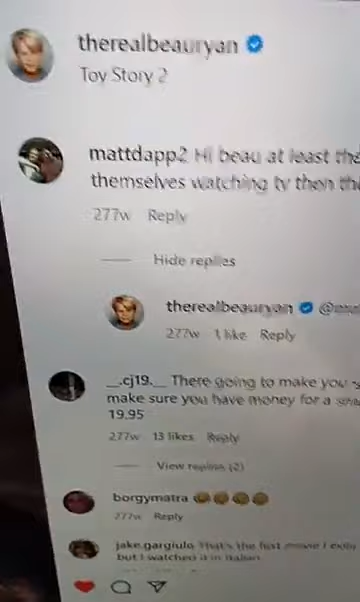 therealbeauryan
Toy Story 2
mattdapp2 Hi beau at least the
themselves watching tv then the
277w Reply
Hide replies
therealbeauryan
277w 1 like Reply
__.cj19.__ There going to make you
make sure you have money for a
19.95
277w 13 likes Reply
View replies (2)
borgymatra 😂😂😂😂
277w Reply
jake.gargiulo That's the first movie I
but I watched it in Italian